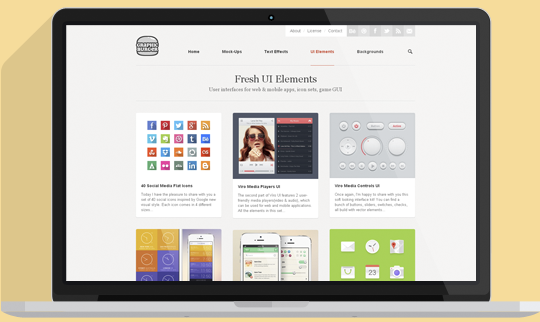 About License Contact
GRAPHIC
BURGER
Home Mock-Ups Text Effects UI Elements Backgrounds
Fresh UI Elements
User interfaces for web & mobile apps, icon sets, game GUI
40 Social Media Flat Icons
Today I have the pleasure to share with you a
set of 40 social icons inspired by Google new
visual style. Each icon comes in 4 different
sizes.
Vire Media Players UI
The second part of Vire UI features 2 user
friendly media players(video & audio), which
can be used for web and mobile applications.
All the elements in this set
Vire Media Controls UI
Once again, I'm happy to share with you this
soft looking interface kit! You can find a
bunch of buttons, sliders, switches, checks,
all build with vector elements.
23